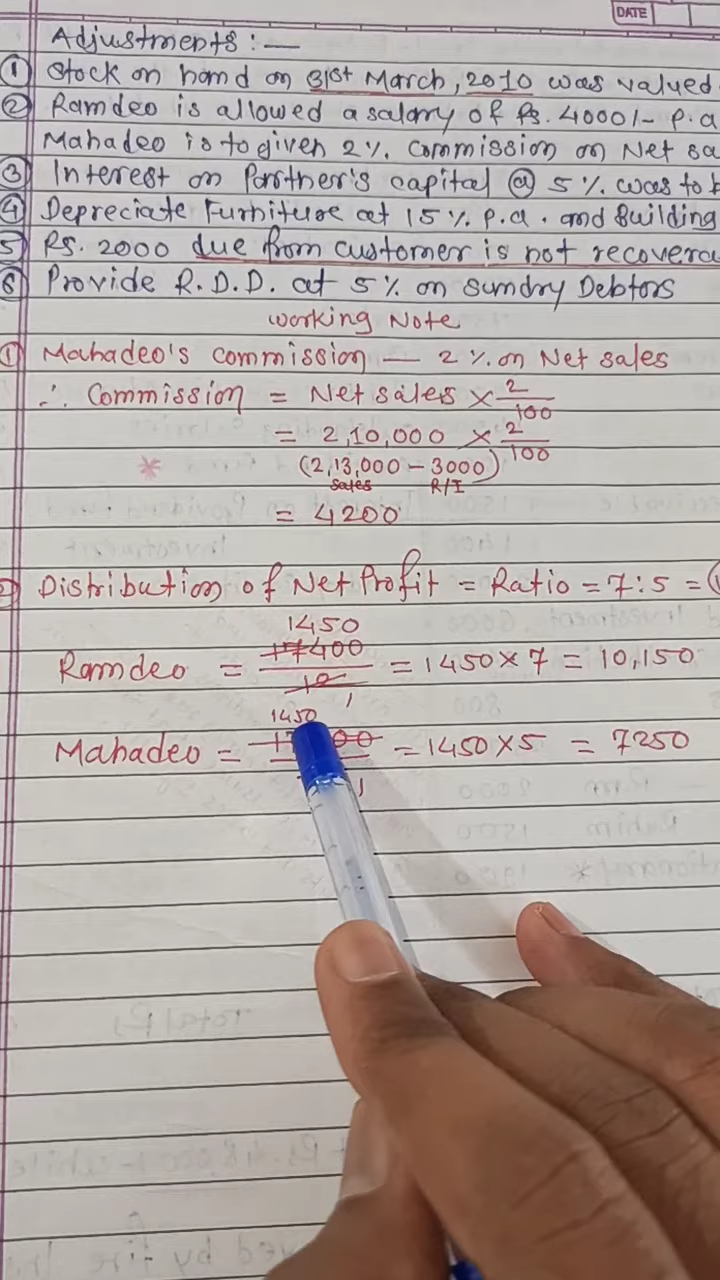 DATE
Adjustments :—
① Stock on hand on 31st March, 2010 was valued
② Ramdeo is allowed a salary of Rs. 4000/- p.a
Mahadeo is to given 2% commission on Net sa
③ Interest on Partner's capital @ 5% was to b
④ Depreciate Furniture at 15% p.a. and Building
⑤ Rs. 2000 due from customer is not recovera
⑥ Provide R.D.D. at 5% on Sundry Debtors
Working Note
① Mahadeo's commission — 2% on Net sales
∴ Commission = Net sales × 2/100
= 2,10,000 × 2/100
* (2,13,000 - 3000)
sales R/I
= 4200
② Distribution of Net Profit = Ratio = 7:5 = (1
1450
Ramdeo = 17400/12 = 1450 × 7 = 10,150
1
1450
Mahadeo = = 1450 × 5 = 7250
1